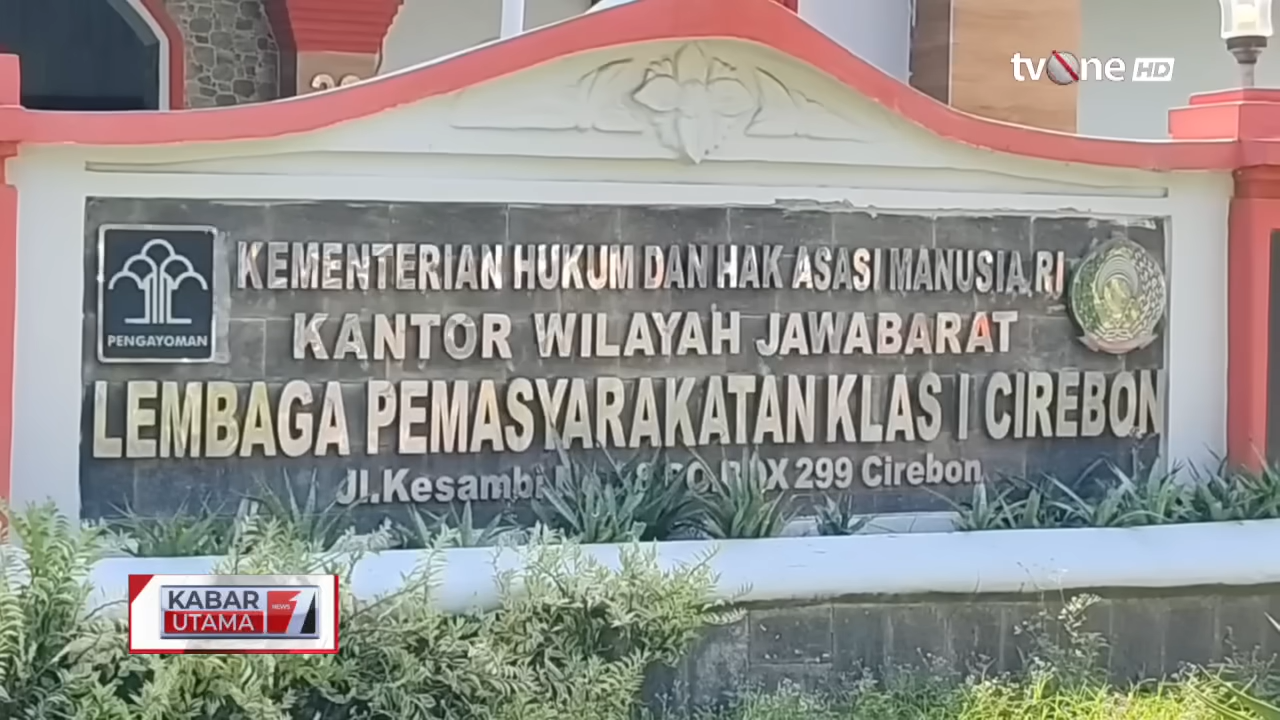 tvOne HD
KEMENTERIAN HUKUM DAN HAK ASASI MANUSIA RI
PENGAYOMAN
KANTOR WILAYAH JAWABARAT
LEMBAGA PEMASYARAKATAN KLAS I CIREBON
Jl.Kesambi BOX 299 Cirebon
KABAR
UTAMA
NEWS
1